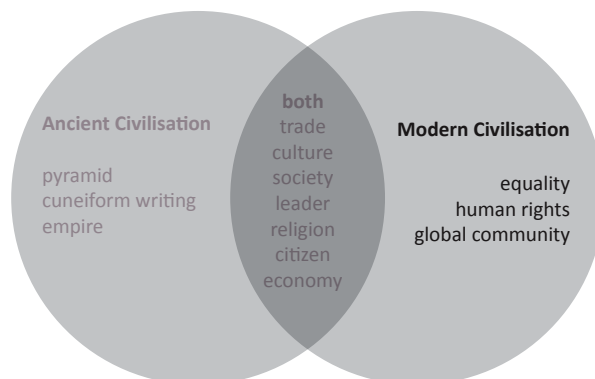 Ancient Civilisation
pyramid
cuneiform writing
empire
both
trade
culture
society
leader
religion
citizen
economy
Modern Civilisation
equality
human rights
global community